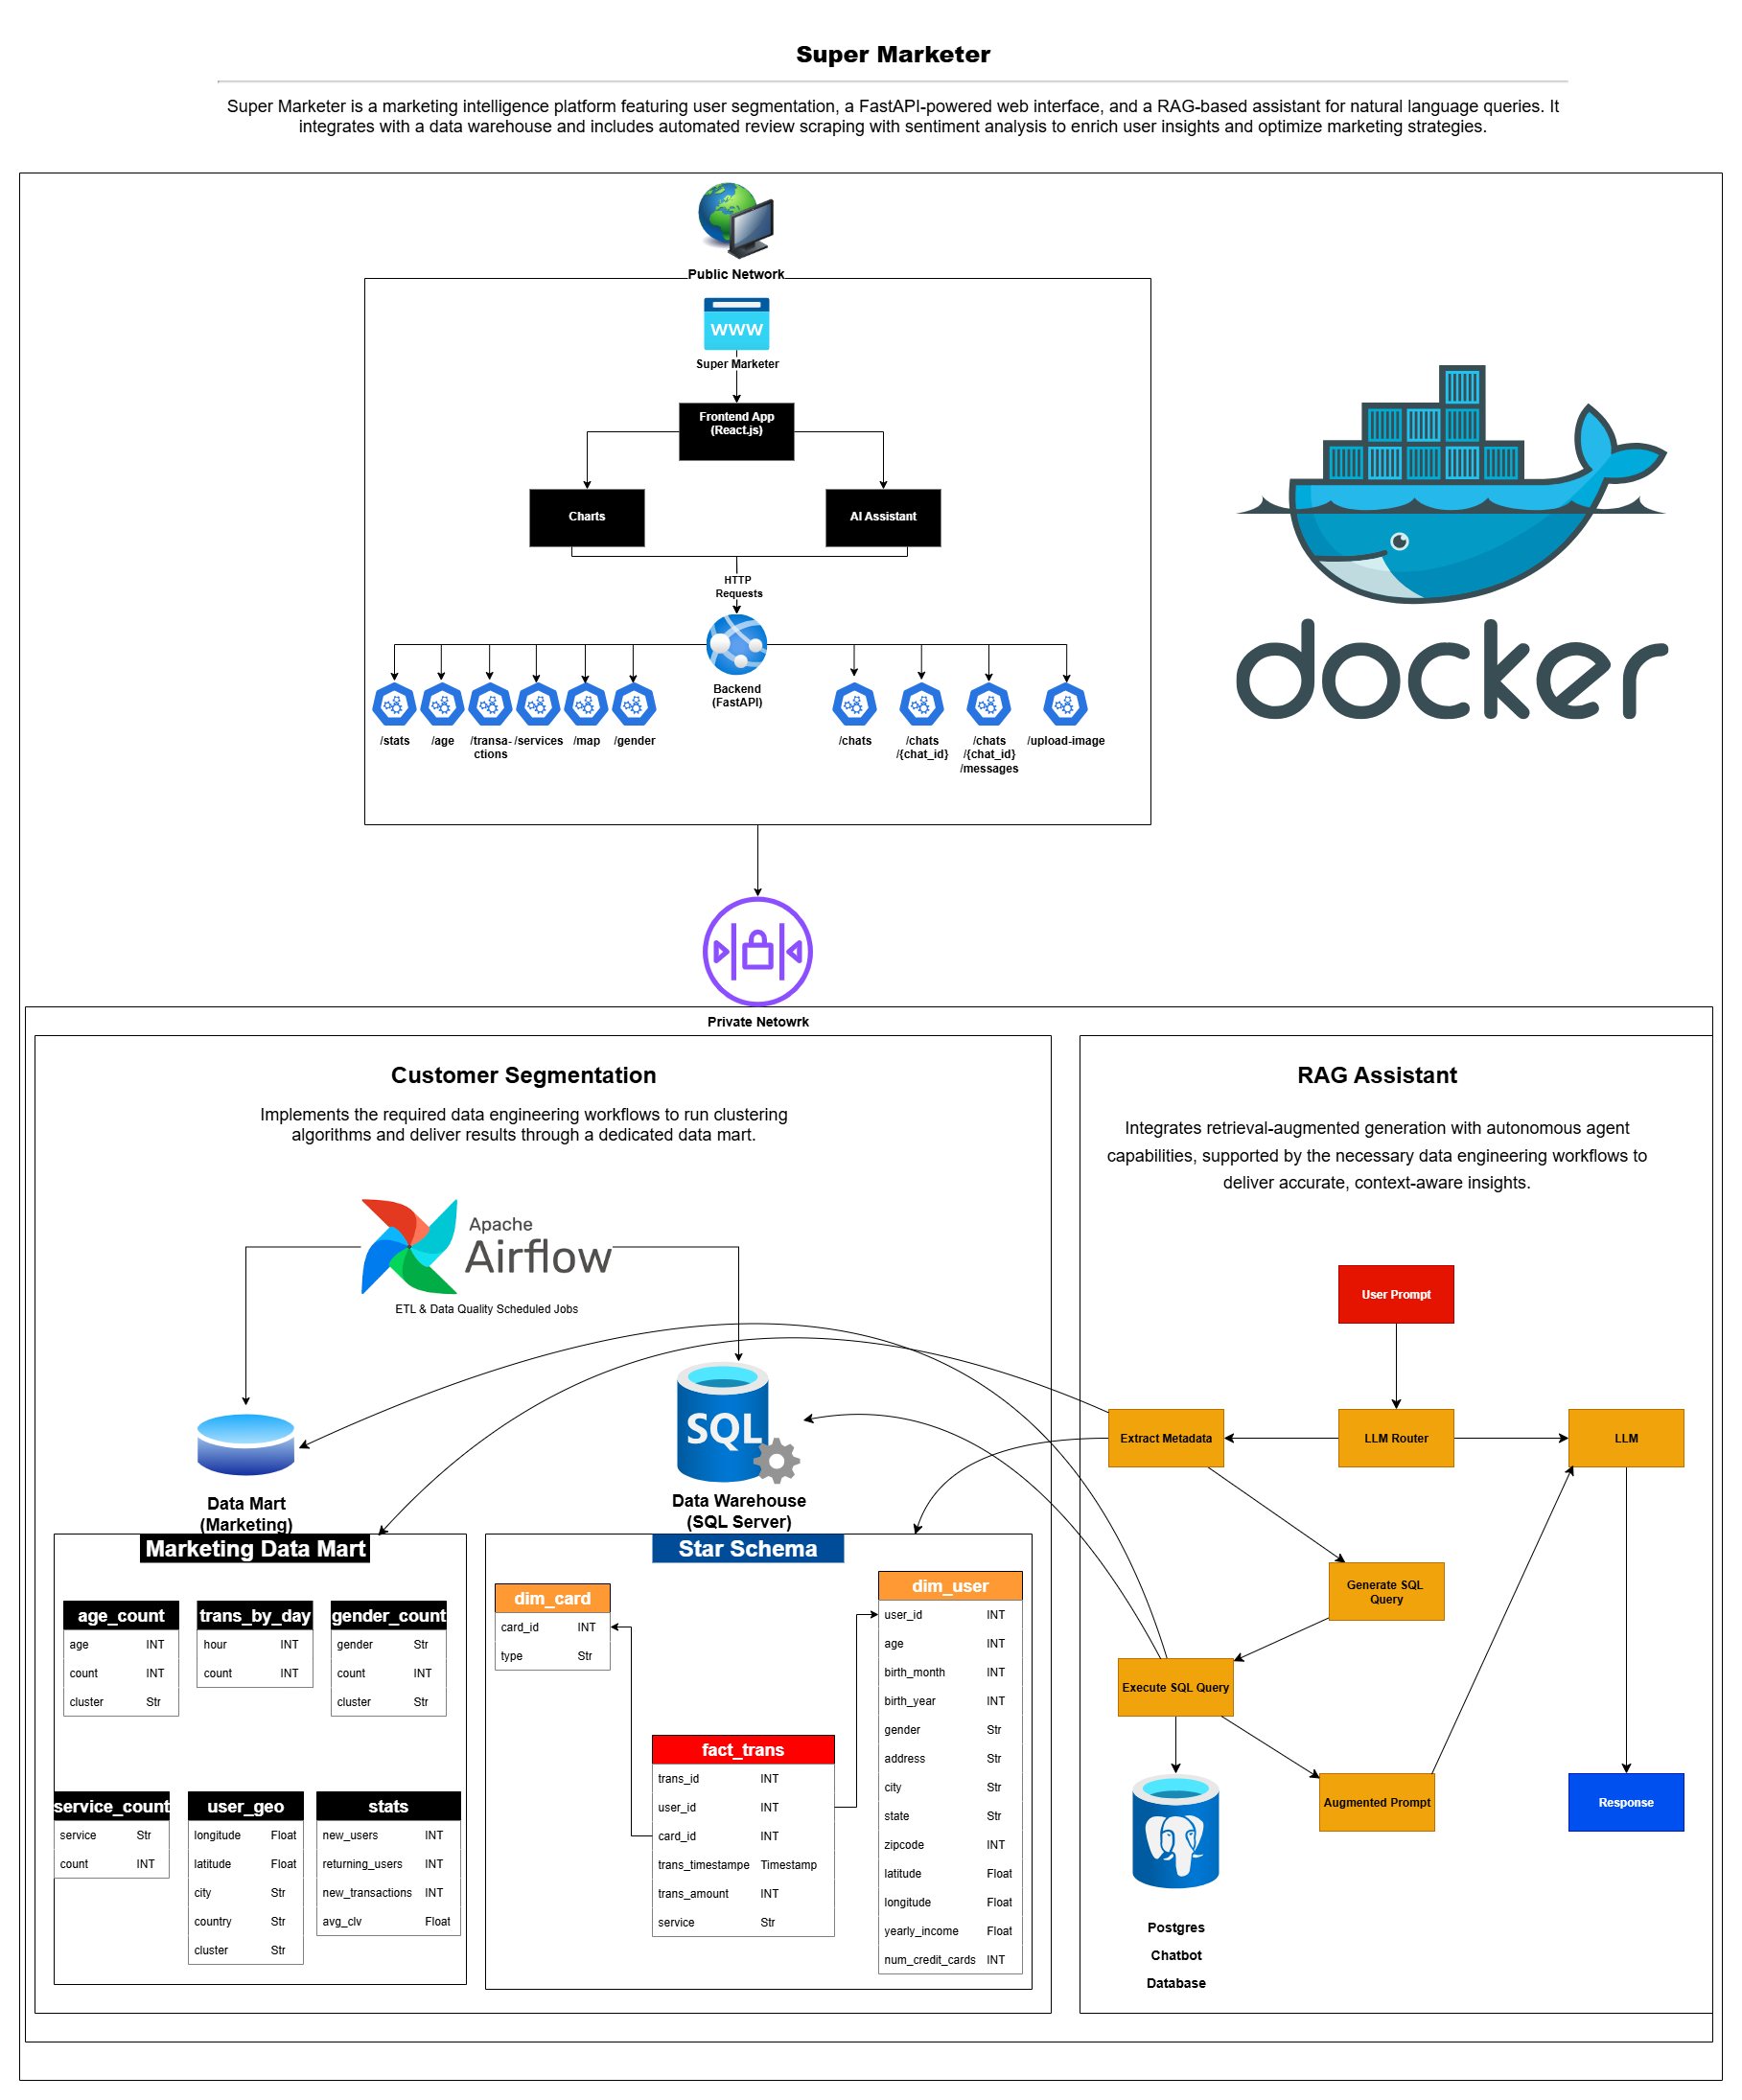 Super Marketer
Super Marketer is a marketing intelligence platform featuring user segmentation, a FastAPI-powered web interface, and a RAG-based assistant for natural language queries. It
integrates with a data warehouse and includes automated review scraping with sentiment analysis to enrich user insights and optimize marketing strategies.
Public Network
WWW
Super Marketer
Frontend App
(React.js)
Charts
AI Assistant
HTTP
Requests
Backend
(FastAPI)
/stats
/age
/transa-
ctions
/services
/map
/gender
/chats
/chats
/{chat_id}
/chats
/{chat_id}
/messages
/upload-image
docker
Private Netowrk
Customer Segmentation
Implements the required data engineering workflows to run clustering
algorithms and deliver results through a dedicated data mart.
Apache
Airflow
ETL & Data Quality Scheduled Jobs
Data Mart
(Marketing)
SQL
Data Warehouse
(SQL Server)
Marketing Data Mart
age_count
age INT
count INT
cluster Str
trans_by_day
hour INT
count INT
gender_count
gender Str
count INT
cluster Str
service_count
service Str
count INT
user_geo
longitude Float
latitude Float
city Str
country Str
cluster Str
stats
new_users INT
returning_users INT
new_transactions INT
avg_clv Float
Star Schema
dim_card
card_id INT
type Str
fact_trans
trans_id INT
user_id INT
card_id INT
trans_timestampe Timestamp
trans_amount INT
service Str
dim_user
user_id INT
age INT
birth_month INT
birth_year INT
gender Str
address Str
city Str
state Str
zipcode INT
latitude Float
longitude Float
yearly_income Float
num_credit_cards INT
RAG Assistant
Integrates retrieval-augmented generation with autonomous agent
capabilities, supported by the necessary data engineering workflows to
deliver accurate, context-aware insights.
User Prompt
Extract Metadata
LLM Router
LLM
Generate SQL
Query
Execute SQL Query
Augmented Prompt
Response
Postgres
Chatbot
Database